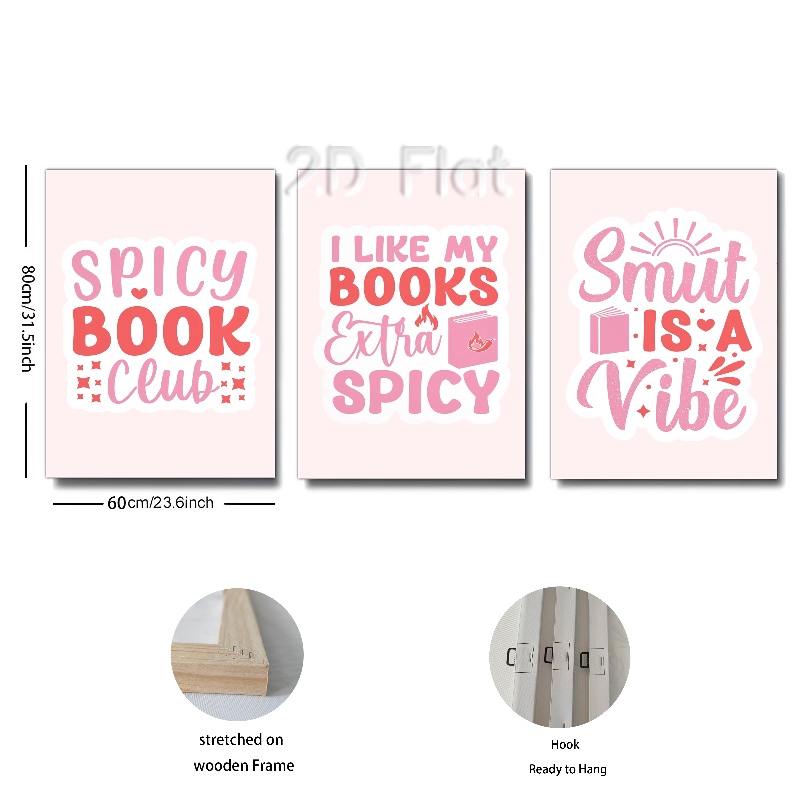 2D Flat
SPICY
BOOK
Club
I LIKE MY
BOOKS
Extra
SPICY
Smut
IS A
Vibe
80cm/31.5inch
60cm/23.6inch
stretched on
wooden Frame
Hook
Ready to Hang